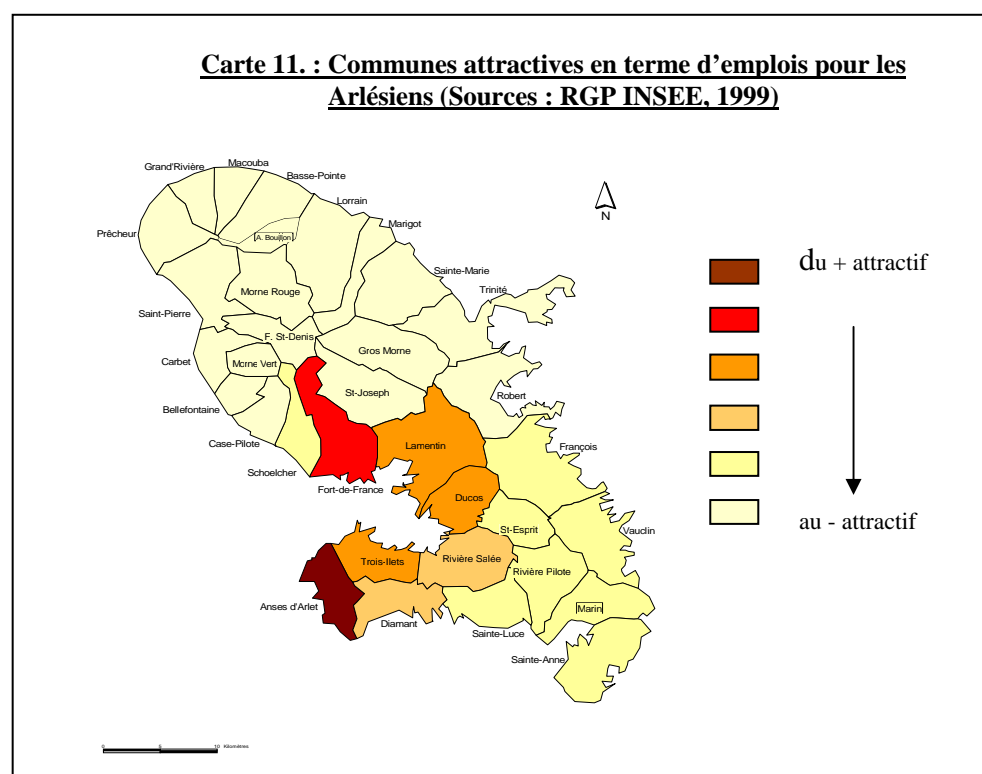 Carte 11. : Communes attractives en terme d'emplois pour les
Arlésiens (Sources : RGP INSEE, 1999)
Grand'Rivière
Macouba
Basse-Pointe
Lorrain
Marigot
Prêcheur
A. Bouillon
N
Sainte-Marie
du + attractif
Morne Rouge
Trinité
Saint-Pierre
F. St-Denis
Gros Morne
Carbet
Morne Vert
St-Joseph
Robert
Bellefontaine
Case-Pilote
Lamentin
François
Schoelcher
Fort-de-France
Ducos
au - attractif
St-Esprit
Vauclin
Trois-Ilets
Rivière Salée
Rivière Pilote
Anses d'Arlet
Marin
Diamant
Sainte-Luce
Sainte-Anne
0 5 10 Kilomètres